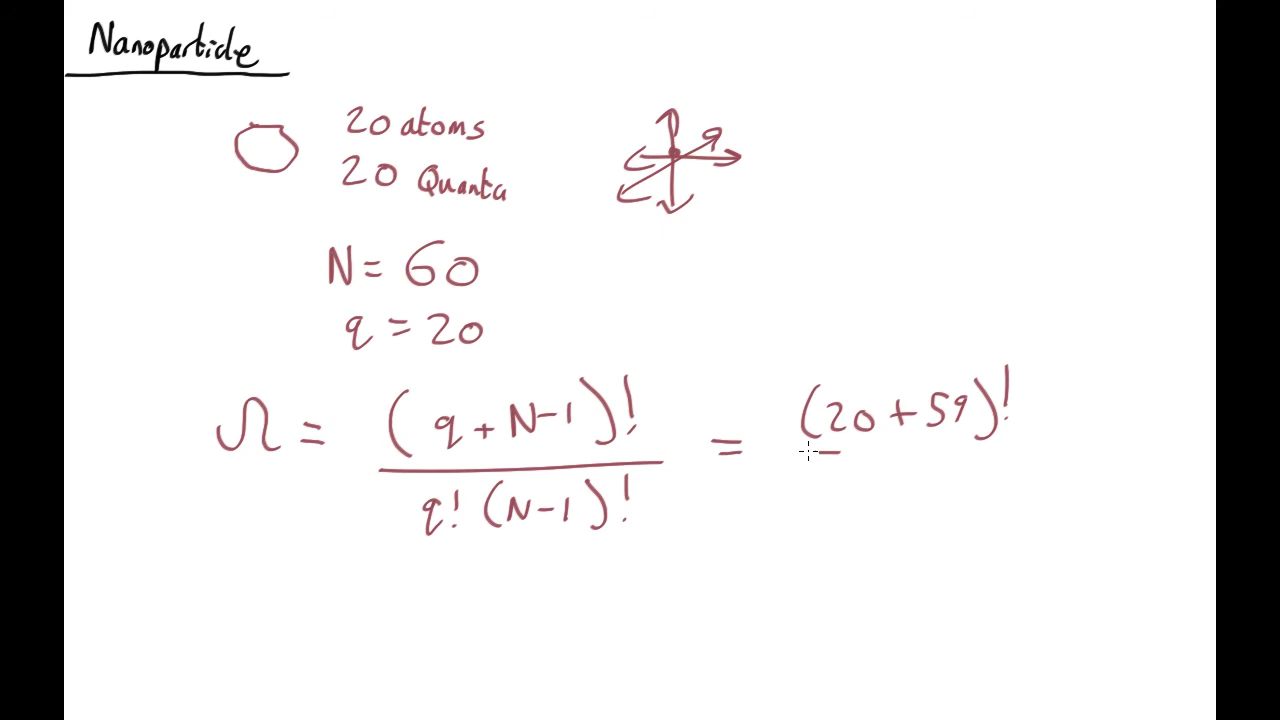 Nanoparticle
20 atoms
20 Quanta
N = 60
q = 20
Ω = (q + N - 1)! / q! (N - 1)! = (20 + 59)!